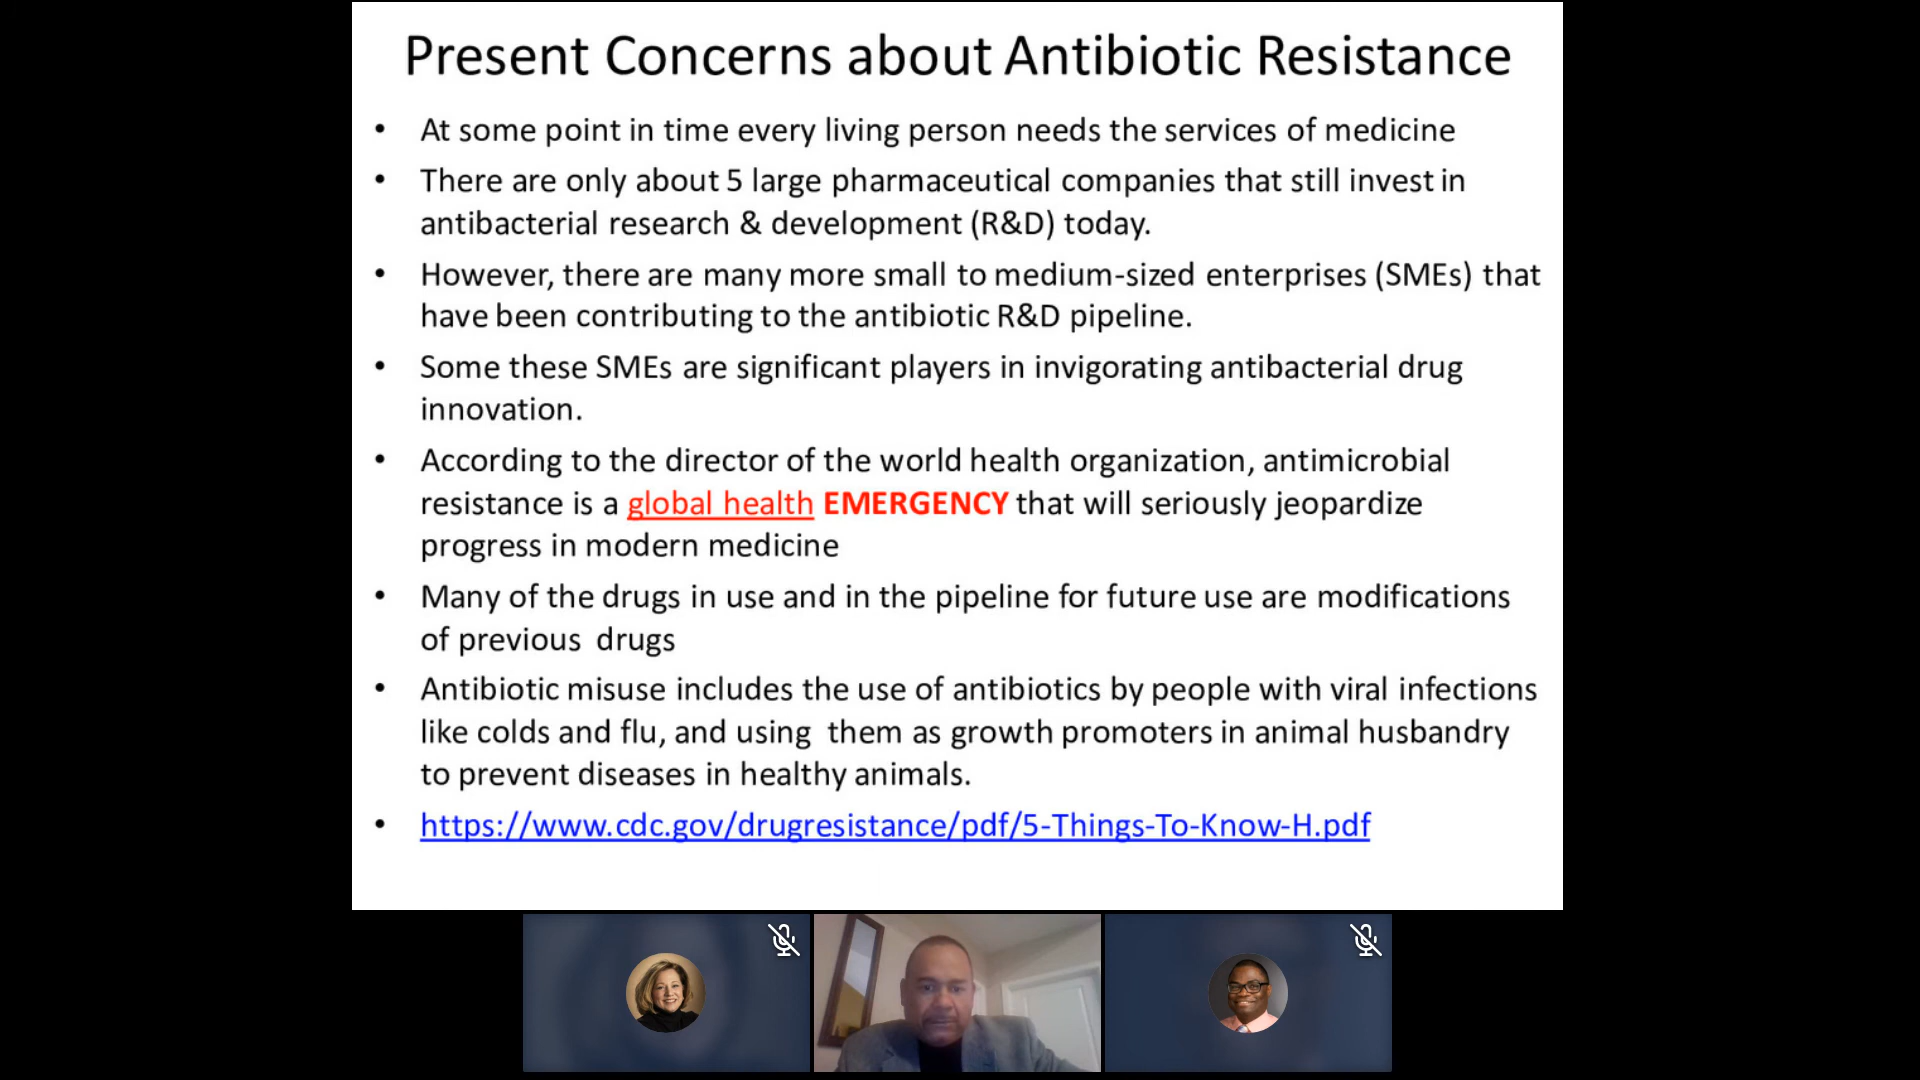 Present Concerns about Antibiotic Resistance
• At some point in time every living person needs the services of medicine
• There are only about 5 large pharmaceutical companies that still invest in
antibacterial research & development (R&D) today.
• However, there are many more small to medium-sized enterprises (SMEs) that
have been contributing to the antibiotic R&D pipeline.
• Some these SMEs are significant players in invigorating antibacterial drug
innovation.
• According to the director of the world health organization, antimicrobial
resistance is a global health EMERGENCY that will seriously jeopardize
progress in modern medicine
• Many of the drugs in use and in the pipeline for future use are modifications
of previous  drugs
• Antibiotic misuse includes the use of antibiotics by people with viral infections
like colds and flu, and using  them as growth promoters in animal husbandry
to prevent diseases in healthy animals.
• https://www.cdc.gov/drugresistance/pdf/5-Things-To-Know-H.pdf